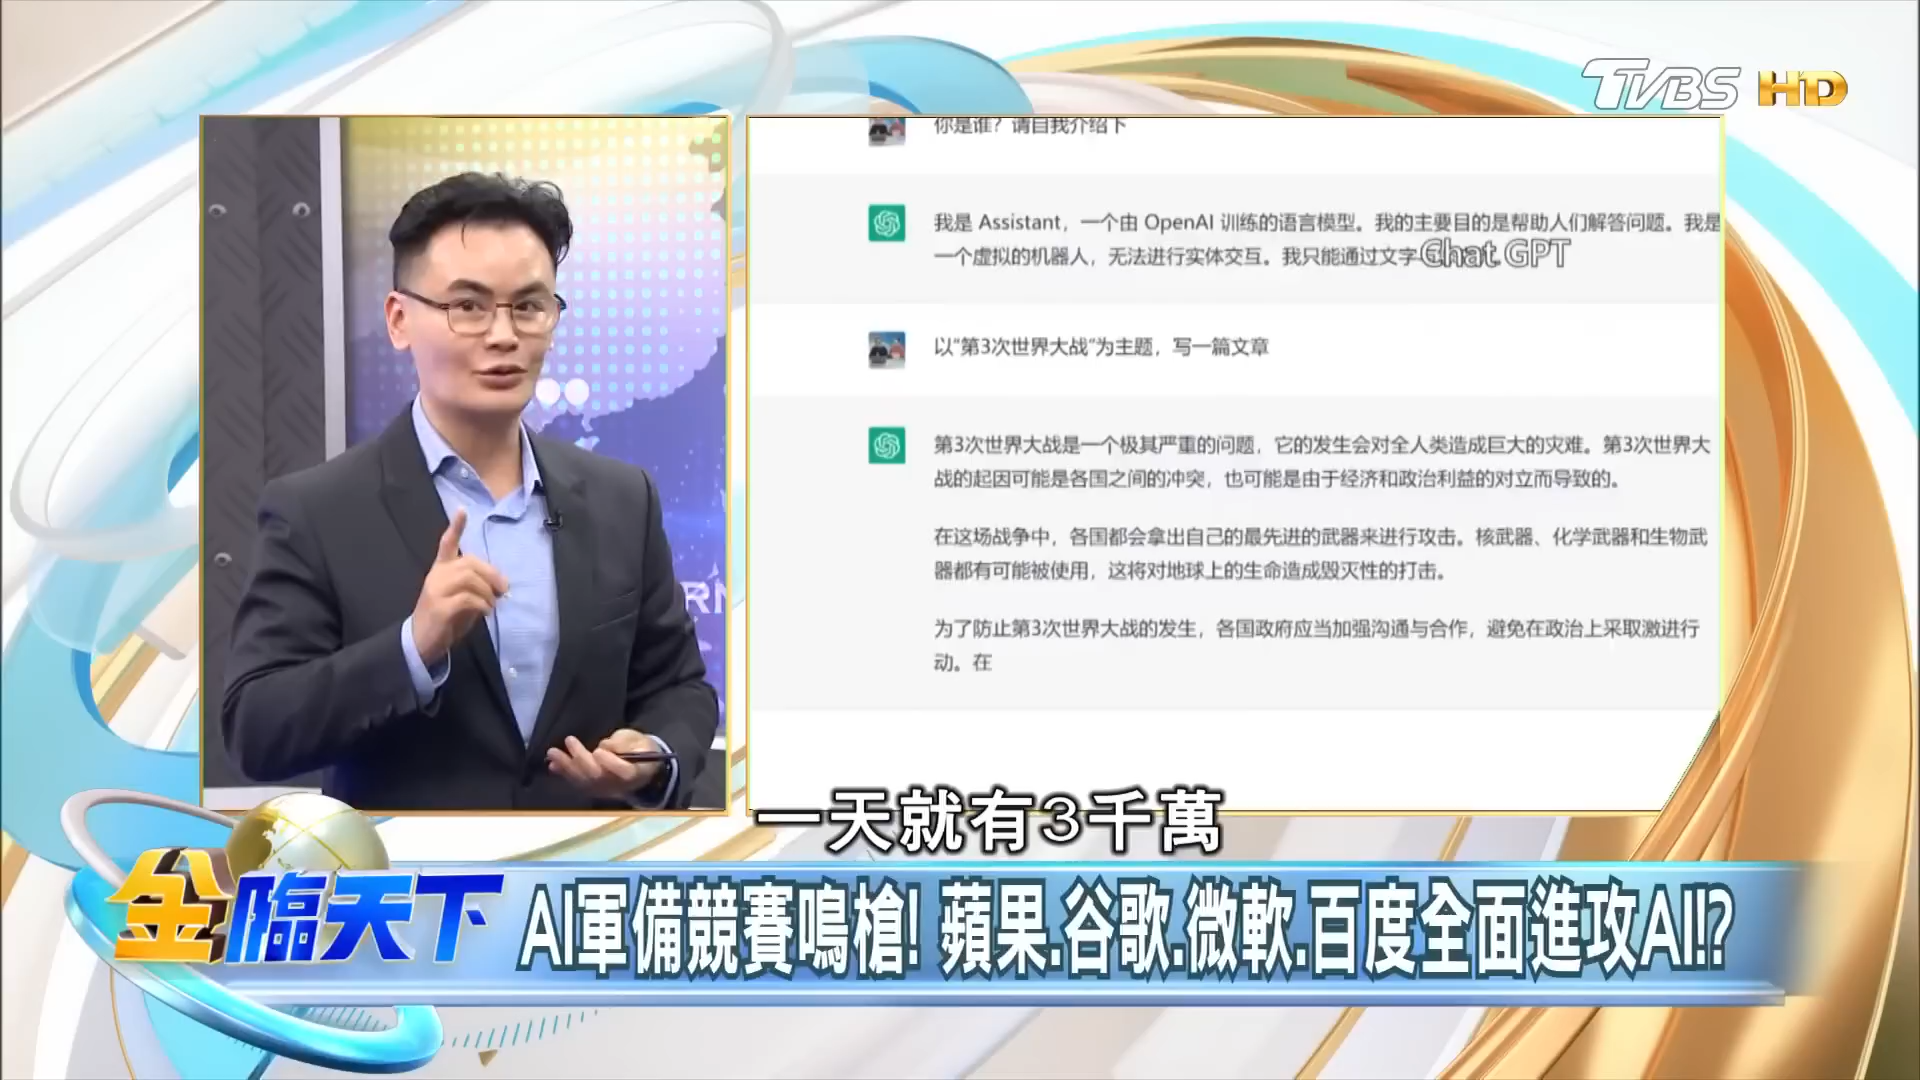 TVBS HD
你是谁？请自我介绍下
我是 Assistant，一个由 OpenAI 训练的语言模型。我的主要目的是帮助人们解答问题。我是
一个虚拟的机器人，无法进行实体交互。我只能通过文字
Chat GPT
以“第3次世界大战”为主题，写一篇文章
第3次世界大战是一个极其严重的问题，它的发生会对全人类造成巨大的灾难。第3次世界大
战的起因可能是各国之间的冲突，也可能是由于经济和政治利益的对立而导致的。
在这场战争中，各国都会拿出自己的最先进的武器来进行攻击。核武器、化学武器和生物武
器都有可能被使用，这将对地球上的生命造成毁灭性的打击。
为了防止第3次世界大战的发生，各国政府应当加强沟通与合作，避免在政治上采取激进行
动。在
RN
一天就有3千萬
金臨天下
AI軍備競賽鳴槍! 蘋果.谷歌.微軟.百度全面進攻AI!?